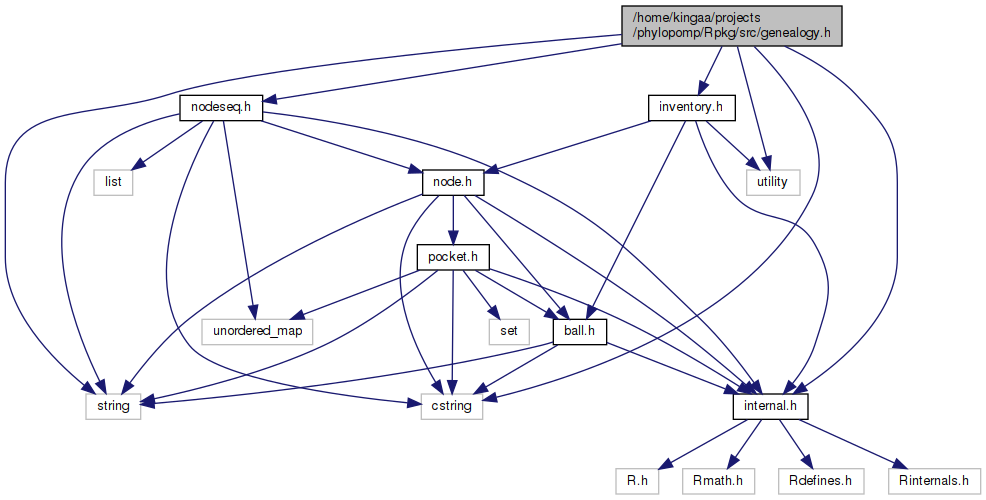 /home/kingaa/projects
/phylopomp/Rpkg/src/genealogy.h
nodeseq.h
inventory.h
list
node.h
utility
pocket.h
unordered_map
set
ball.h
string
cstring
internal.h
R.h
Rmath.h
Rdefines.h
Rinternals.h